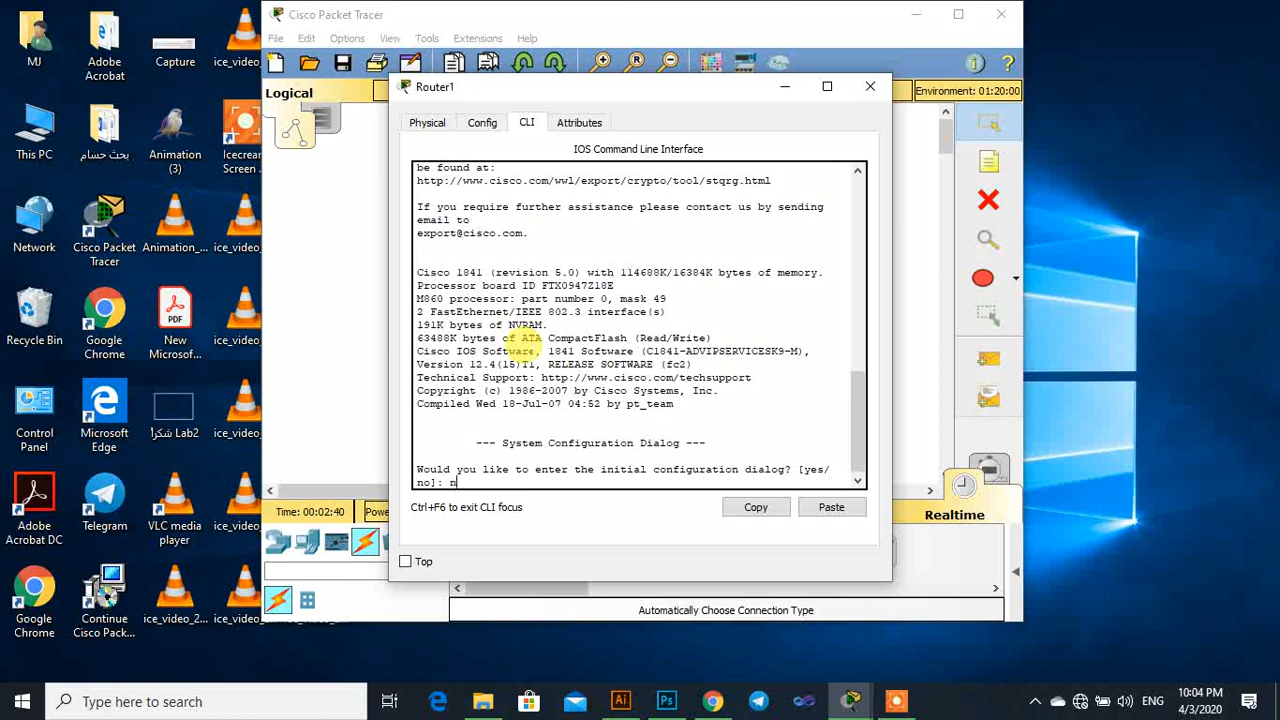 Cisco Packet Tracer
File Edit Options View Tools Extensions Help
Logical
Environment: 01:20:00
Router1
Physical Config CLI Attributes
IOS Command Line Interface
be found at:
http://www.cisco.com/wwl/export/crypto/tool/stqrg.html
If you require further assistance please contact us by sending
email to
export@cisco.com.
Cisco 1841 (revision 5.0) with 114688K/16384K bytes of memory.
Processor board ID FTX0947Z18E
M860 processor: part number 0, mask 49
2 FastEthernet/IEEE 802.3 interface(s)
191K bytes of NVRAM.
63488K bytes of ATA CompactFlash (Read/Write)
Cisco IOS Software, 1841 Software (C1841-ADVIPSERVICESK9-M),
Version 12.4(15)T1, RELEASE SOFTWARE (fc2)
Technical Support: http://www.cisco.com/techsupport
Copyright (c) 1986-2007 by Cisco Systems, Inc.
Compiled Wed 18-Jul-07 04:52 by pt_team
--- System Configuration Dialog ---
Would you like to enter the initial configuration dialog? [yes/
no]: n
Ctrl+F6 to exit CLI focus
Copy Paste
Top
Time: 00:02:40 Powe
Realtime
Automatically Choose Connection Type
MJ
Adobe
Acrobat
Capture
ice_video_
This PC
بحث حسام
Animation
(3)
Icecream
Screen ...
Network
Cisco Packet
Tracer
Animation_...
ice_video_
Recycle Bin
Google
Chrome
New
Microsof...
PDF
ice_video_
Control
Panel
Microsoft
Edge
Lab2 شكرا
ice_video_
Adobe
Acrobat DC
Telegram
VLC media
player
ice_video_
Google
Chrome
Continue
Cisco Pack...
ice_video_2...
ice_video_
Type here to search
ENG
10:04 PM
4/3/2020